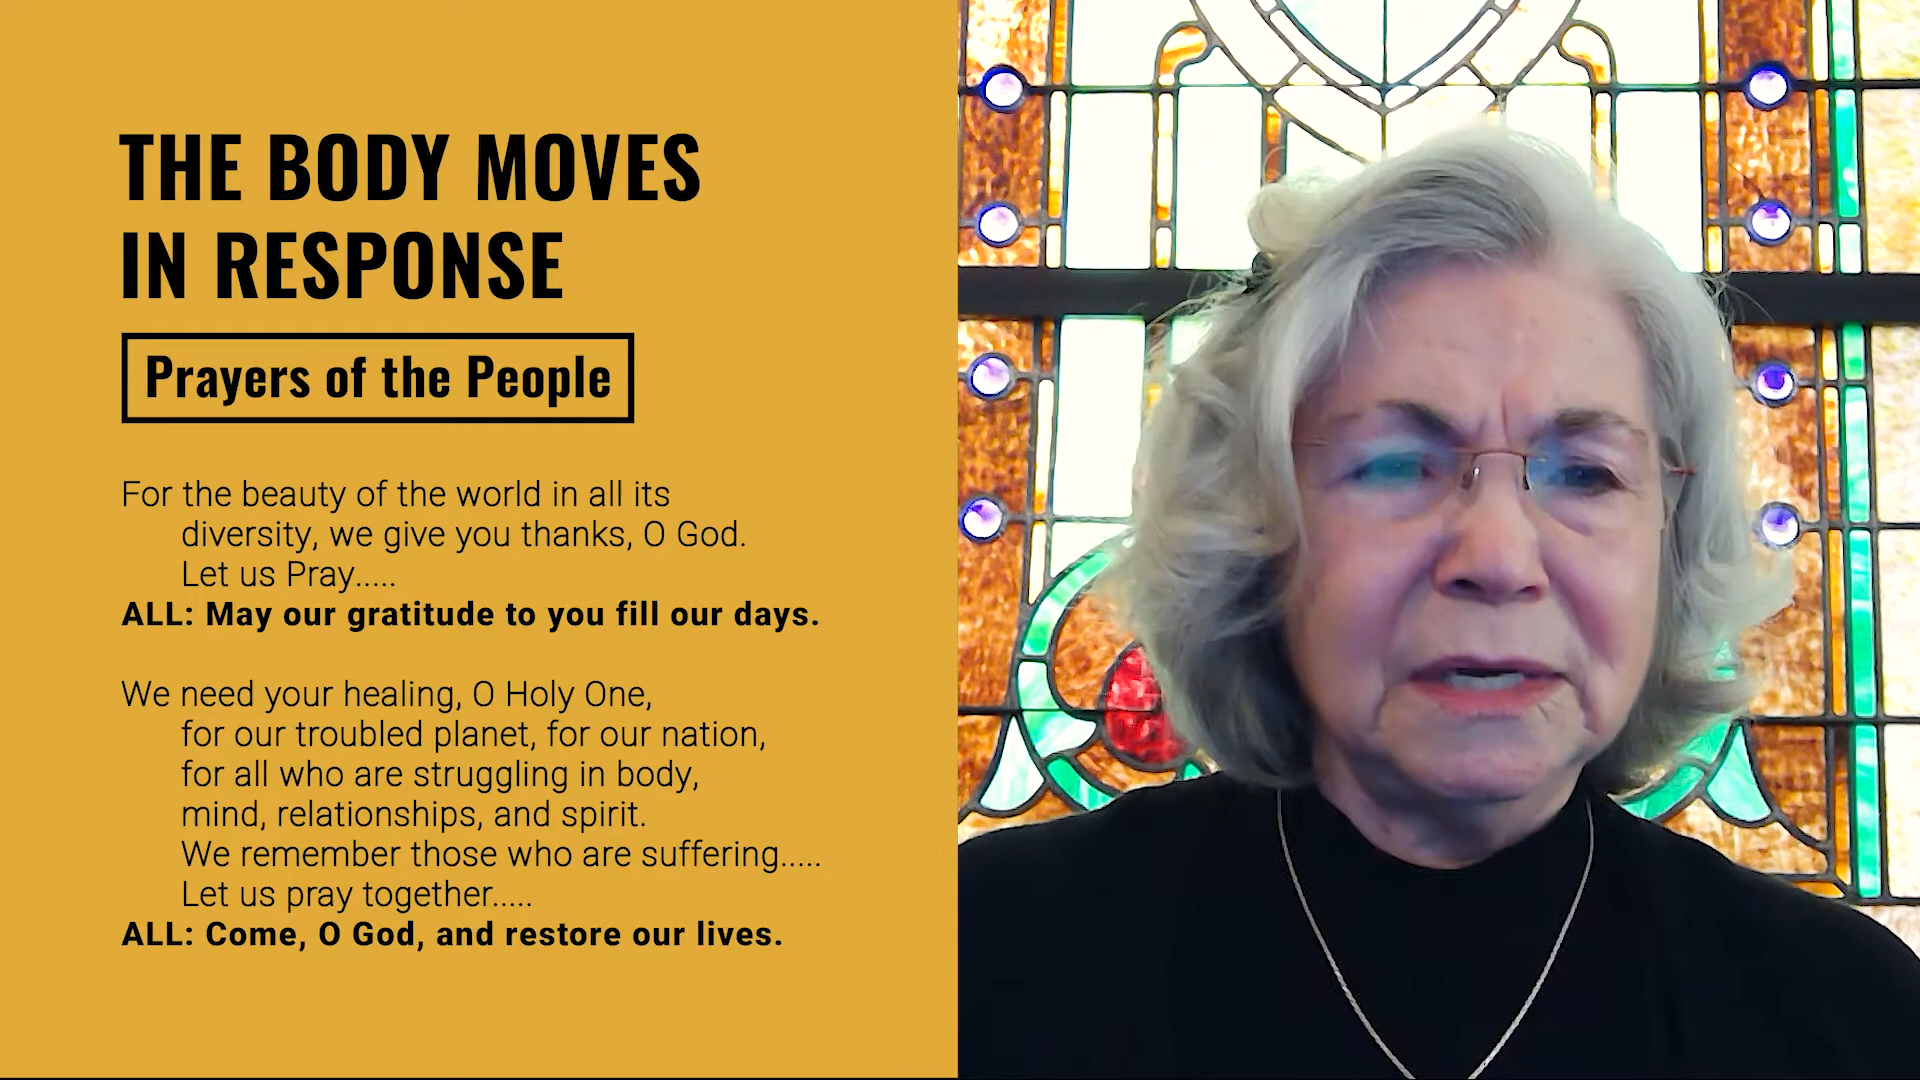 THE BODY MOVES
IN RESPONSE
Prayers of the People
For the beauty of the world in all its
diversity, we give you thanks, O God.
Let us Pray.....
ALL: May our gratitude to you fill our days.
We need your healing, O Holy One,
for our troubled planet, for our nation,
for all who are struggling in body,
mind, relationships, and spirit.
We remember those who are suffering.....
Let us pray together.....
ALL: Come, O God, and restore our lives.